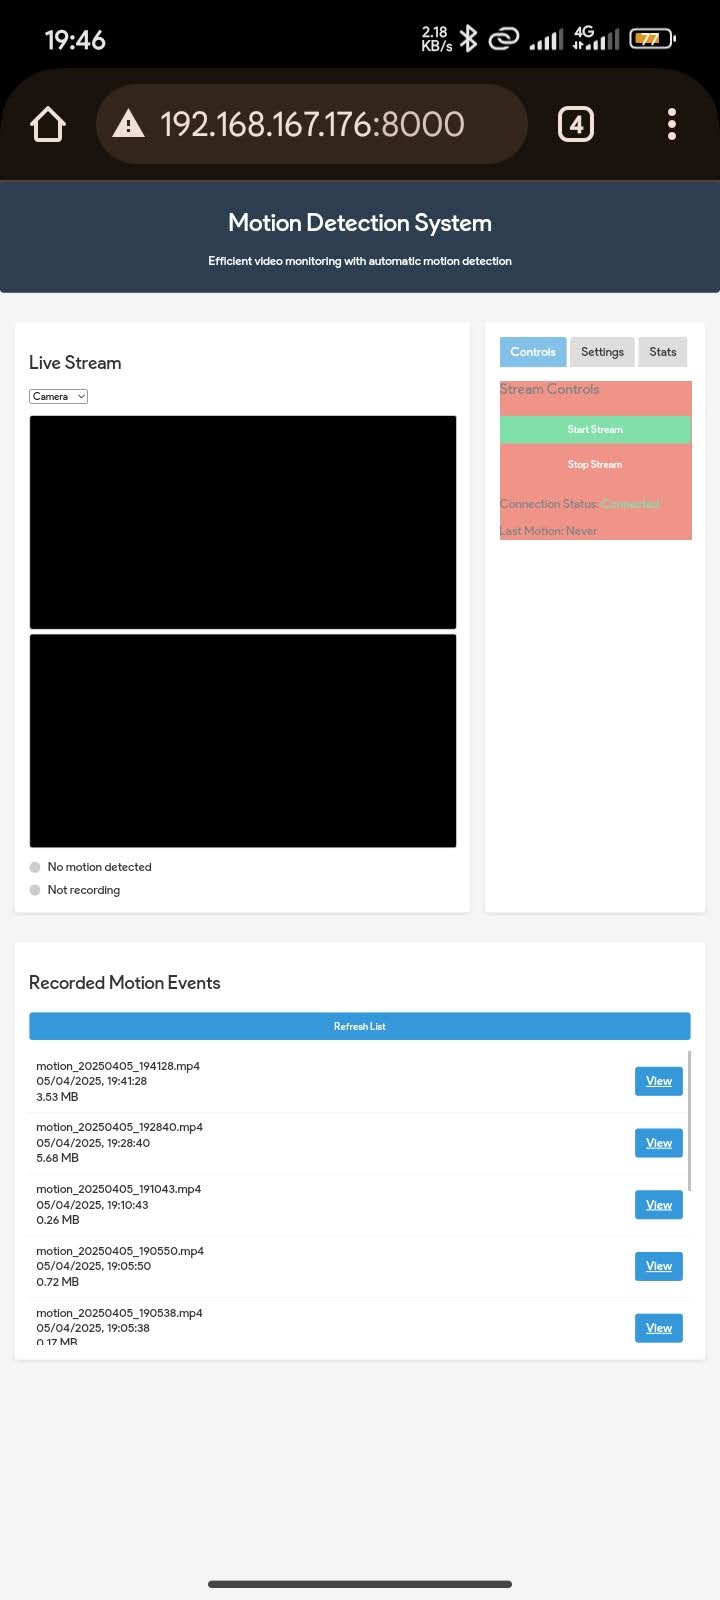 19:46
2.18
KB/s
4G
77
192.168.167.176:8000
4
Motion Detection System
Efficient video monitoring with automatic motion detection
Live Stream
Camera
No motion detected
Not recording
Controls
Settings
Stats
Stream Controls
Start Stream
Stop Stream
Connection Status: Connected
Last Motion: Never
Recorded Motion Events
Refresh List
motion_20250405_194128.mp4
05/04/2025, 19:41:28
3.53 MB
View
motion_20250405_192840.mp4
05/04/2025, 19:28:40
5.68 MB
View
motion_20250405_191043.mp4
05/04/2025, 19:10:43
0.26 MB
View
motion_20250405_190550.mp4
05/04/2025, 19:05:50
0.72 MB
View
motion_20250405_190538.mp4
05/04/2025, 19:05:38
0.17 MB
View